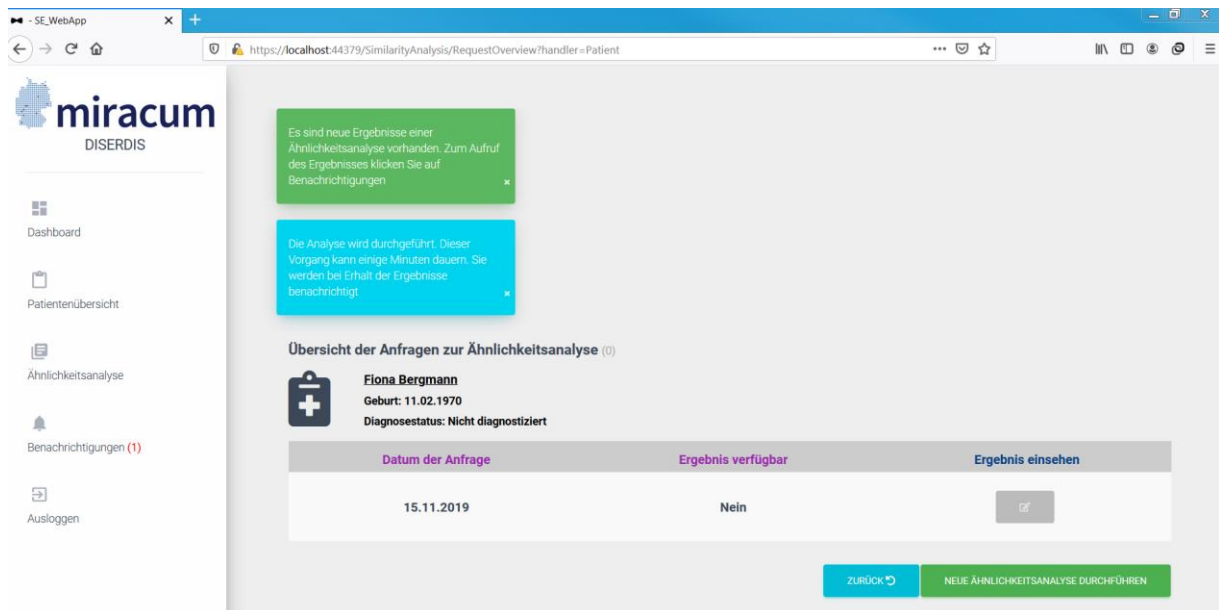 - SE_WebApp
https://localhost:44379/SimilarityAnalysis/RequestOverview?handler=Patient
miracum
DISERDIS
Dashboard
Patientenübersicht
Ähnlichkeitsanalyse
Benachrichtigungen (1)
Ausloggen
Es sind neue Ergebnisse einer
Ähnlichkeitsanalyse vorhanden. Zum Aufruf
des Ergebnisses klicken Sie auf
Benachrichtigungen
Die Analyse wird durchgeführt. Dieser
Vorgang kann einige Minuten dauern. Sie
werden bei Erhalt der Ergebnisse
benachrichtigt
Übersicht der Anfragen zur Ähnlichkeitsanalyse (0)
Fiona Bergmann
Geburt: 11.02.1970
Diagnosestatus: Nicht diagnostiziert
Datum der Anfrage Ergebnis verfügbar Ergebnis einsehen
15.11.2019 Nein
ZURÜCK NEUE ÄHNLICHKEITSANALYSE DURCHFÜHREN